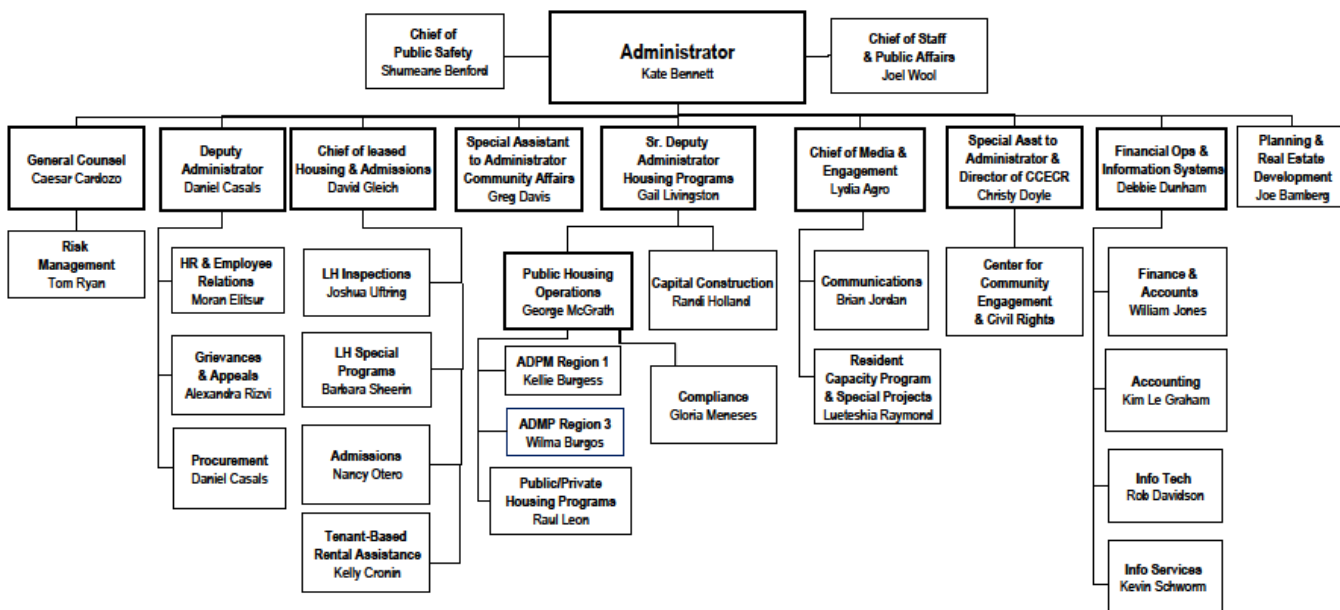 Chief of
Public Safety
Shumeane Benford
Administrator
Kate Bennett
Chief of Staff
& Public Affairs
Joel Wool
General Counsel
Caesar Cardozo
Deputy
Administrator
Daniel Casals
Chief of leased
Housing & Admissions
David Gleich
Special Assistant
to Administrator
Community Affairs
Greg Davis
Sr. Deputy
Administrator
Housing Programs
Gail Livingston
Chief of Media &
Engagement
Lydia Agro
Special Asst to
Administrator &
Director of CCECR
Christy Doyle
Financial Ops &
Information Systems
Debbie Dunham
Planning &
Real Estate
Development
Joe Bamberg
Risk
Management
Tom Ryan
HR & Employee
Relations
Moran Elitsur
Grievances
& Appeals
Alexandra Rizvi
Procurement
Daniel Casals
LH Inspections
Joshua Uftring
LH Special
Programs
Barbara Sheerin
Admissions
Nancy Otero
Tenant-Based
Rental Assistance
Kelly Cronin
Public Housing
Operations
George McGrath
Capital Construction
Randi Holland
ADPM Region 1
Kellie Burgess
ADMP Region 3
Wilma Burgos
Public/Private
Housing Programs
Raul Leon
Compliance
Gloria Meneses
Communications
Brian Jordan
Resident
Capacity Program
& Special Projects
Lueteshia Raymond
Center for
Community
Engagement
& Civil Rights
Finance &
Accounts
William Jones
Accounting
Kim Le Graham
Info Tech
Rob Davidson
Info Services
Kevin Schworm